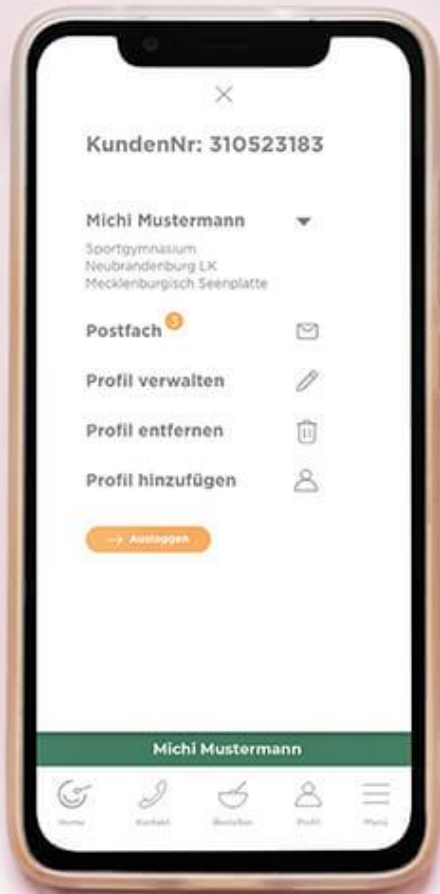 KundenNr: 310523183
Michi Mustermann
Sportgymnasium
Neubrandenburg LK
Mecklenburgisch Seenplatte
Postfach 3
Profil verwalten
Profil entfernen
Profil hinzufügen
→ Ausloggen
Michi Mustermann
Home Kontakt Bestellen Profil Menü